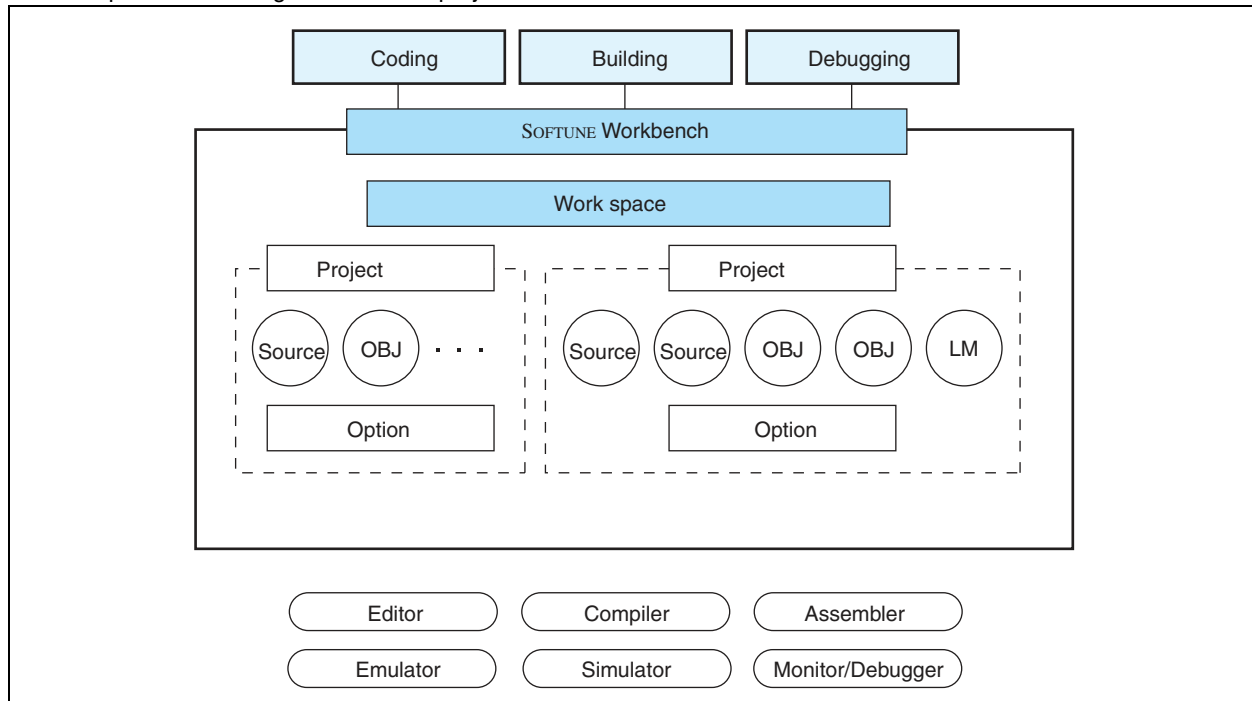 Coding Building Debugging
SOFTUNE Workbench
Work space
Project Project
Source OBJ . . . Source Source OBJ OBJ LM
Option Option
Editor Compiler Assembler
Emulator Simulator Monitor/Debugger